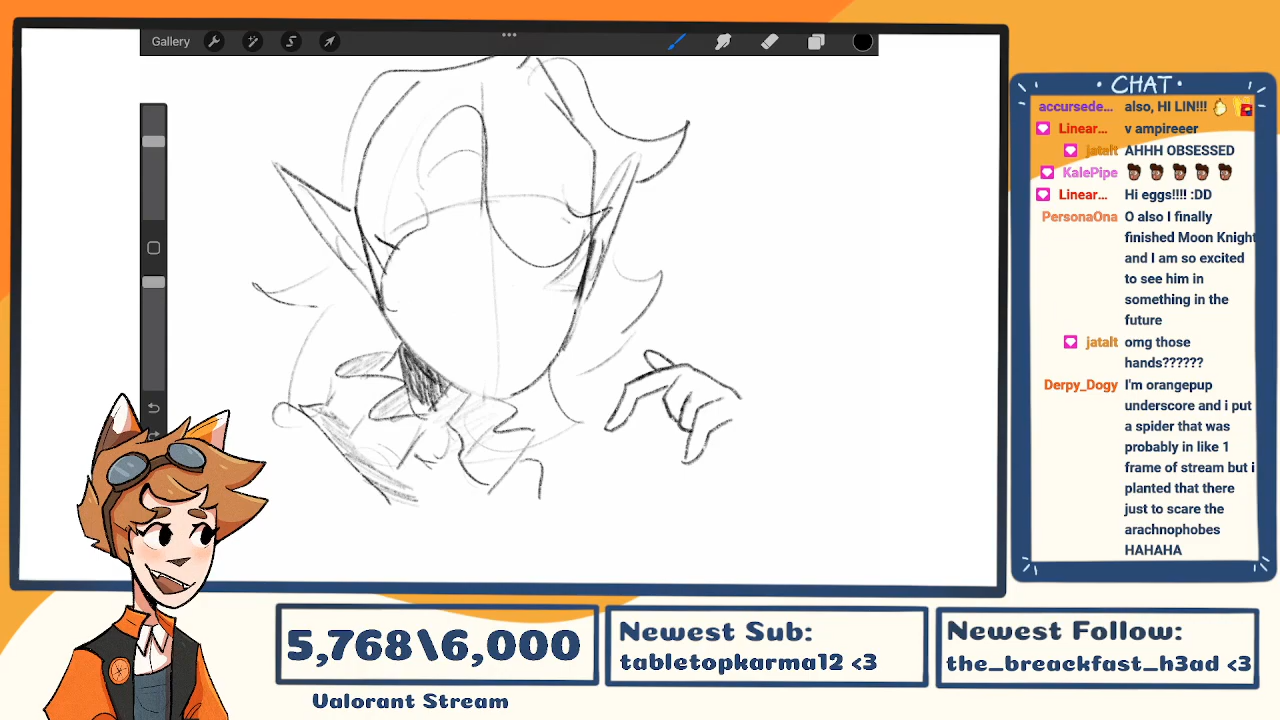 Gallery
• CHAT •
accursede... also, HI LIN!!!
Linear... v ampireeer
jatalt AHHH OBSESSED
KalePipe
Linear... Hi eggs!!!! :DD
PersonaOna O also I finally
finished Moon Knight
and I am so excited
to see him in
something in the
future
jatalt omg those
hands??????
Derpy_Dogy I'm orangepup
underscore and i put
a spider that was
probably in like 1
frame of stream but i
planted that there
just to scare the
arachnophobes
HAHAHA
5,768\6,000
Valorant Stream
Newest Sub:
tabletopkarma12 <3
Newest Follow:
the_breackfast_h3ad <3